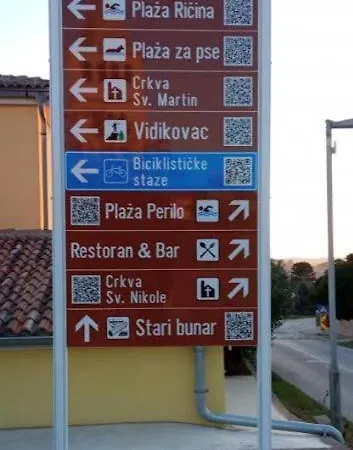 Plaža Ričina
Plaža za pse
Crkva
Sv. Martin
Vidikovac
Biciklističke
staze
Plaža Perilo
Restoran & Bar
Crkva
Sv. Nikole
Stari bunar